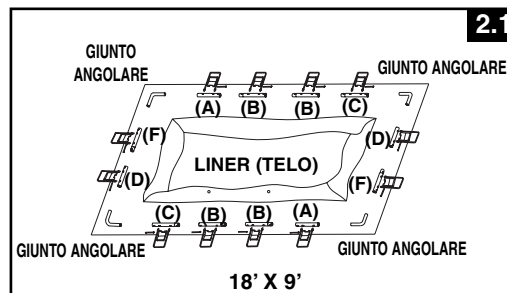 2.1
GIUNTO
ANGOLARE
GIUNTO ANGOLARE
(A) (B) (B) (C)
(F) (D)
LINER (TELO)
(D) (F)
(C) (B) (B) (A)
GIUNTO ANGOLARE
GIUNTO ANGOLARE
18' X 9'